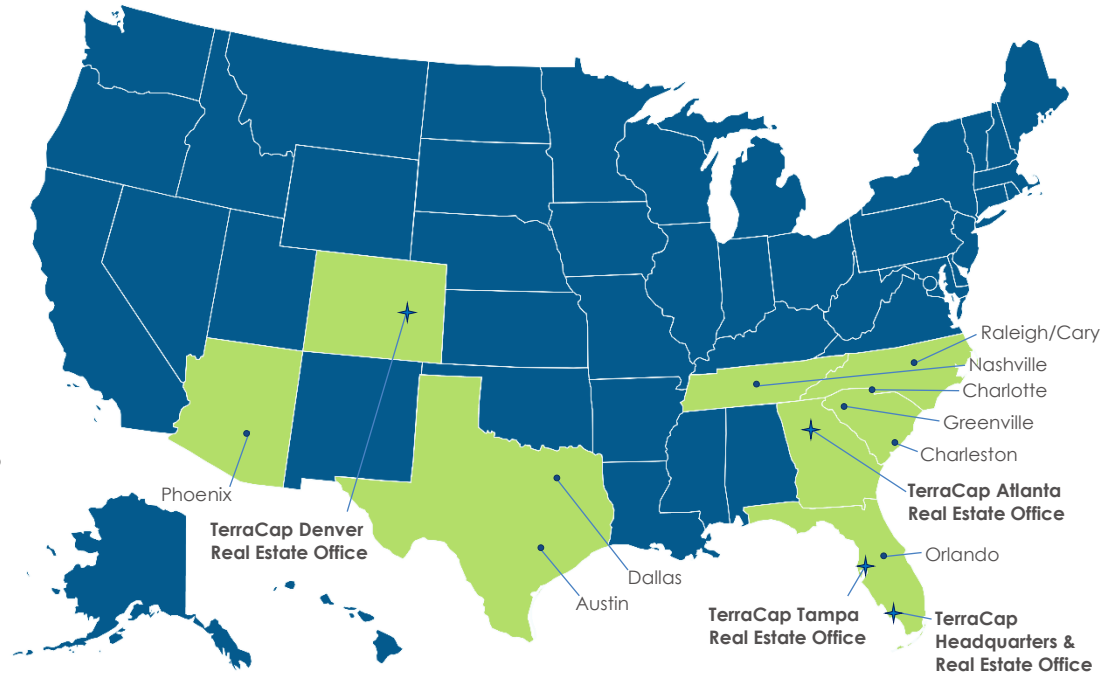 Raleigh/Cary
Nashville
Charlotte
Greenville
Charleston
TerraCap Atlanta
Real Estate Office
Phoenix
TerraCap Denver
Real Estate Office
Orlando
Dallas
Austin
TerraCap Tampa
Real Estate Office
TerraCap
Headquarters &
Real Estate Office